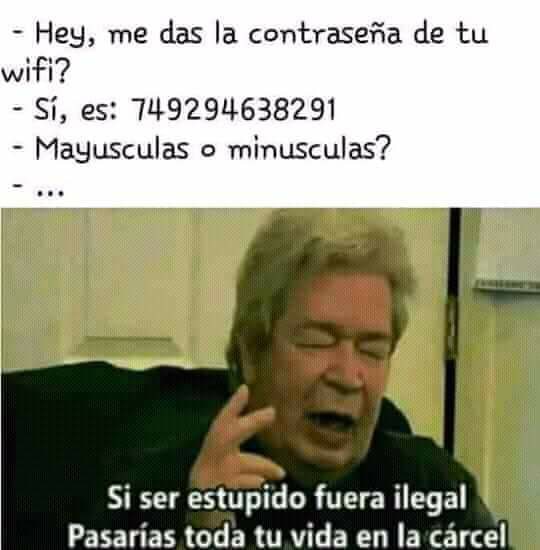 - Hey, me das la contraseña de tu
wifi?
- Sí, es: 749294638291
- Mayusculas o minusculas?
- ...
Si ser estupido fuera ilegal
Pasarías toda tu vida en la cárcel